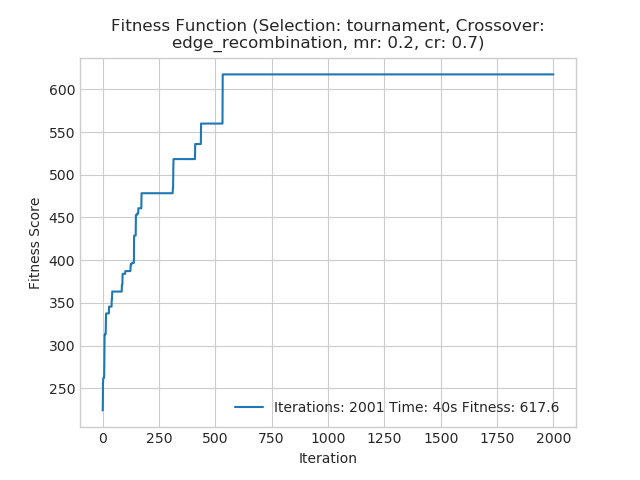 Fitness Function (Selection: tournament, Crossover:
edge_recombination, mr: 0.2, cr: 0.7)
600
550
500
450
400
350
300
250
Fitness Score
Iterations: 2001 Time: 40s Fitness: 617.6
0 250 500 750 1000 1250 1500 1750 2000
Iteration